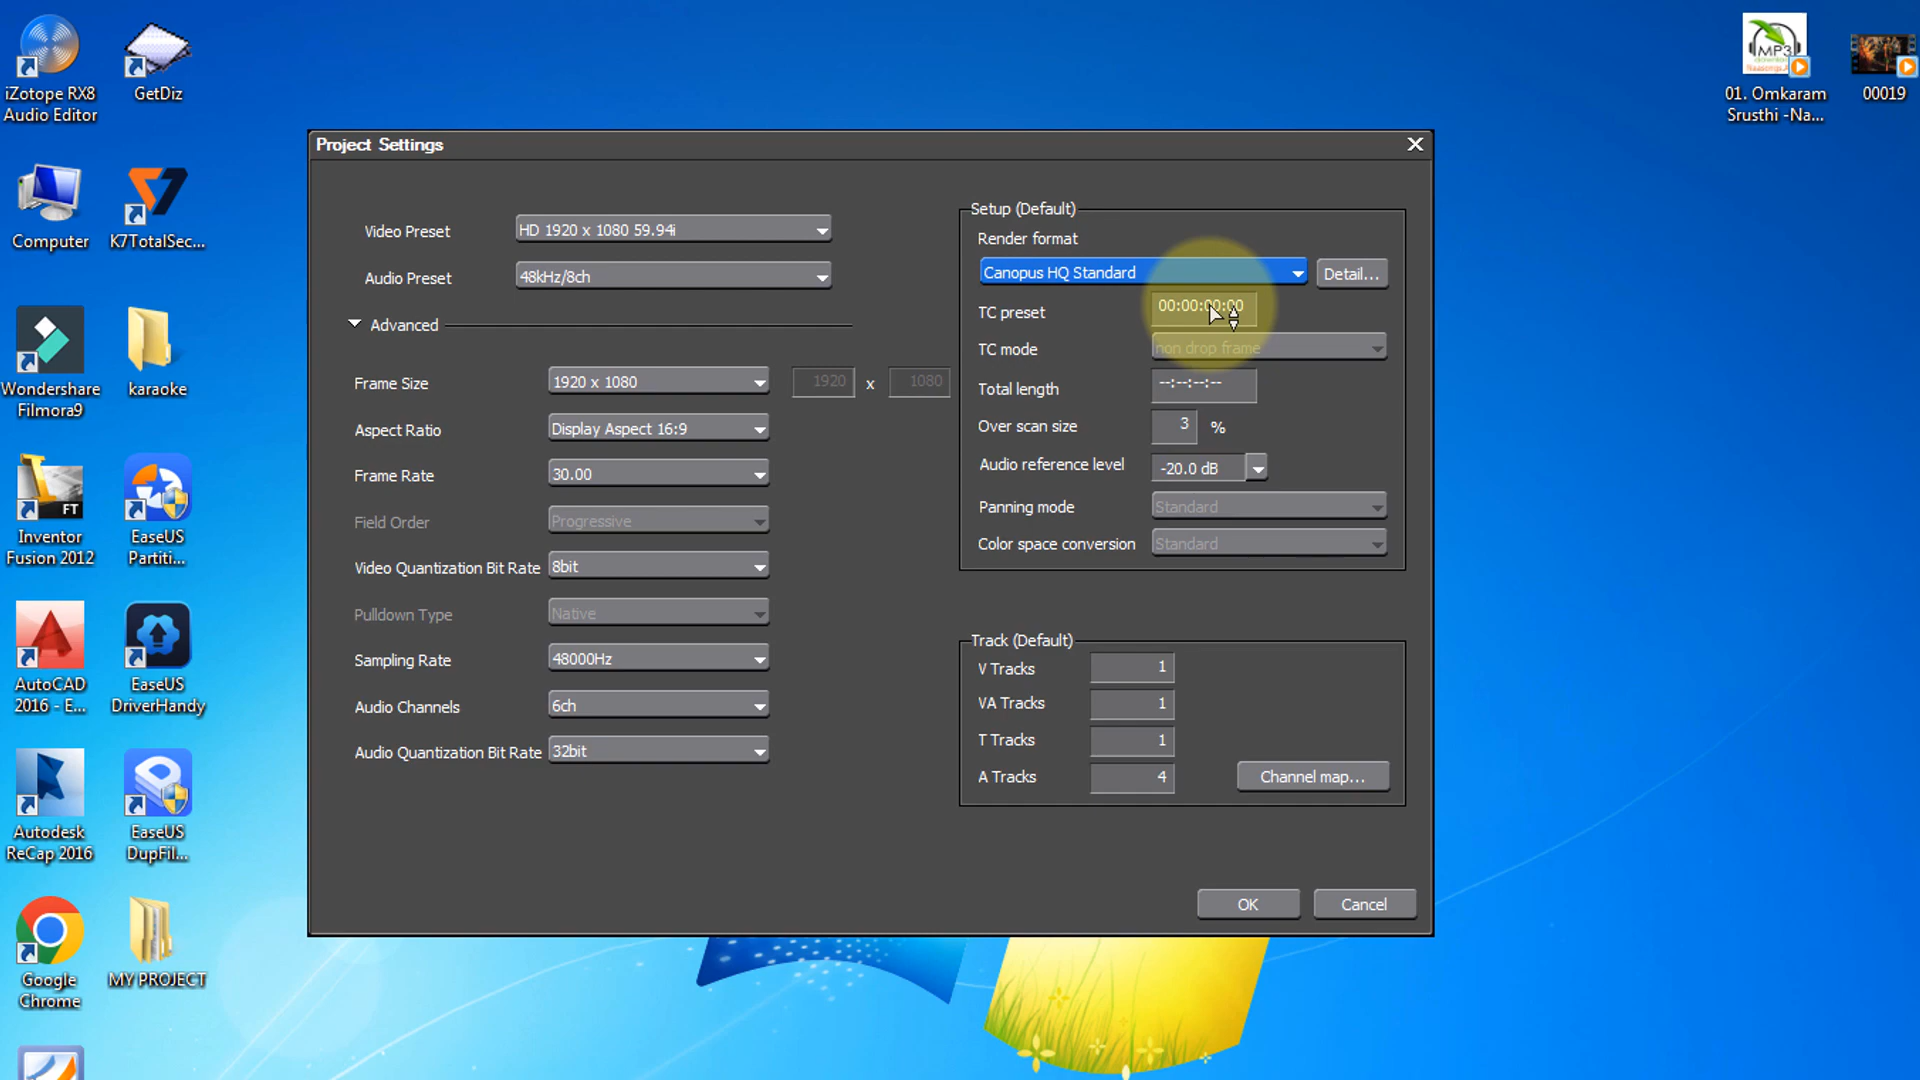 iZotope RX8
Audio Editor
GetDiz
Computer
K7TotalSec...
Wondershare
Filmora9
karaoke
FT
Inventor
Fusion 2012
EaseUS
Partiti...
AutoCAD
2016 - E...
EaseUS
DriverHandy
Autodesk
ReCap 2016
EaseUS
DupFil...
Google
Chrome
MY PROJECT
MP3
01. Omkaram
Srusthi -Na...
00019
Project Settings
Video Preset
HD 1920 x 1080 59.94i
Audio Preset
48kHz/8ch
Advanced
Frame Size
1920 x 1080
1920
x
1080
Aspect Ratio
Display Aspect 16:9
Frame Rate
30.00
Field Order
Progressive
Video Quantization Bit Rate
8bit
Pulldown Type
Native
Sampling Rate
48000Hz
Audio Channels
6ch
Audio Quantization Bit Rate
32bit
Setup (Default)
Render format
Canopus HQ Standard
Detail...
TC preset
00:00:00:00
TC mode
non drop frame
Total length
--:--:--:--
Over scan size
3
%
Audio reference level
-20.0 dB
Panning mode
Standard
Color space conversion
Standard
Track (Default)
V Tracks
1
VA Tracks
1
T Tracks
1
A Tracks
4
Channel map...
OK
Cancel